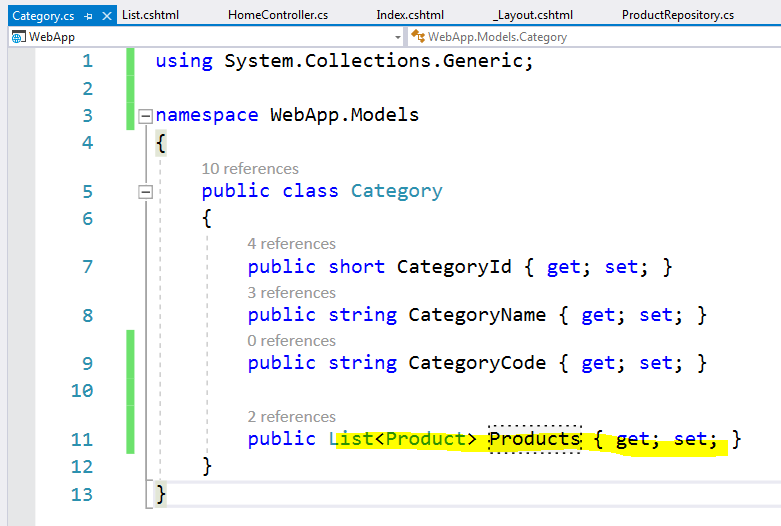 Category.cs List.cshtml HomeController.cs Index.cshtml _Layout.cshtml ProductRepository.cs
WebApp WebApp.Models.Category
1 using System.Collections.Generic;
2
3 namespace WebApp.Models
4 {
10 references
5 public class Category
6 {
4 references
7 public short CategoryId { get; set; }
3 references
8 public string CategoryName { get; set; }
0 references
9 public string CategoryCode { get; set; }
10
2 references
11 public List<Product> Products { get; set; }
12 }
13 }